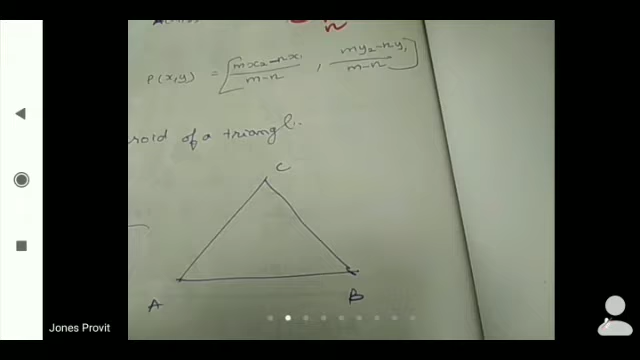 n
P(x,y) = [mx₂-nx₁/m-n , my₂-ny₁/m-n]
roid of a triangle.
C
A
B
Jones Provit